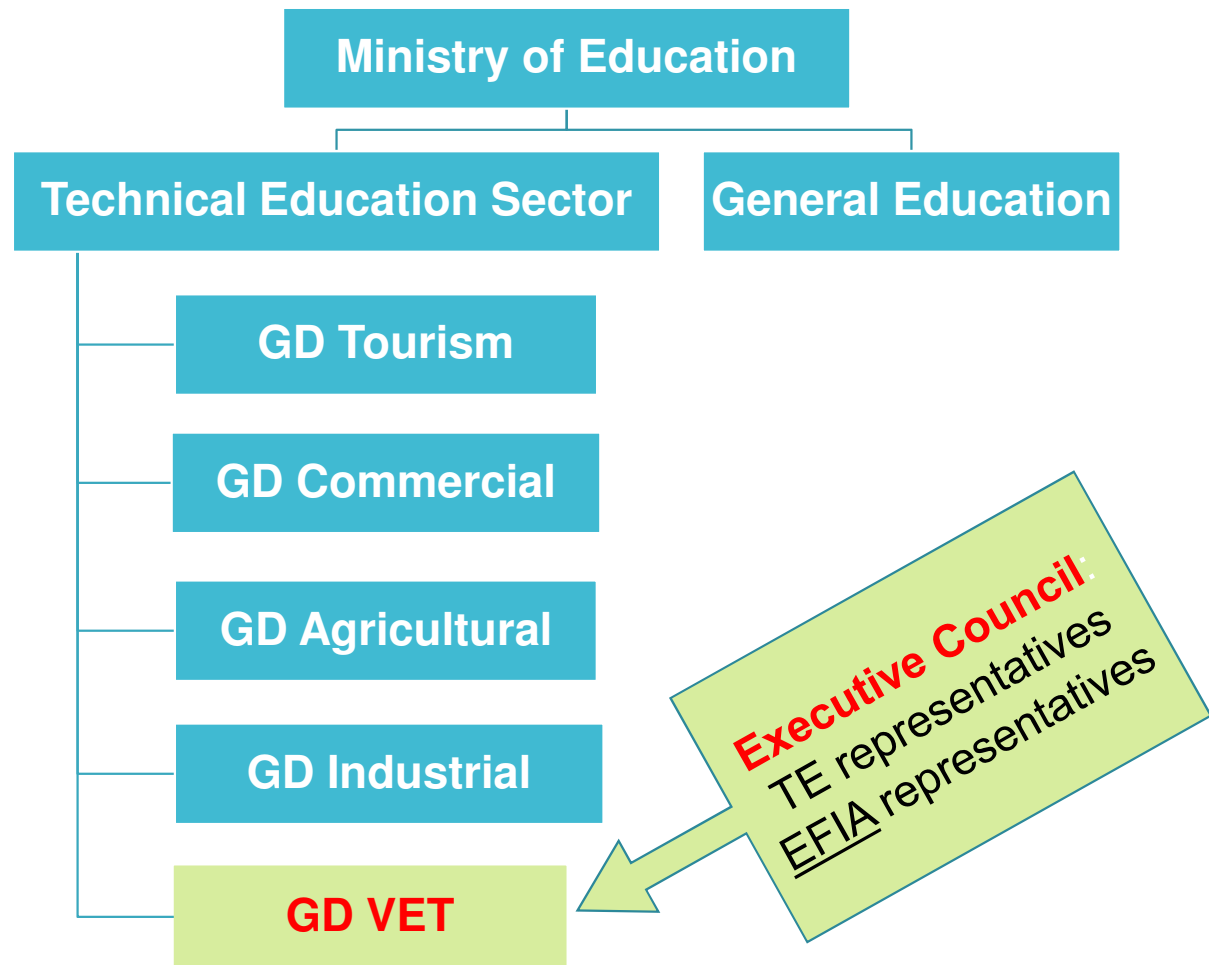 Ministry of Education
Technical Education Sector
General Education
GD Tourism
GD Commercial
GD Agricultural
GD Industrial
GD VET
Executive Council:
TE representatives
EFIA representatives